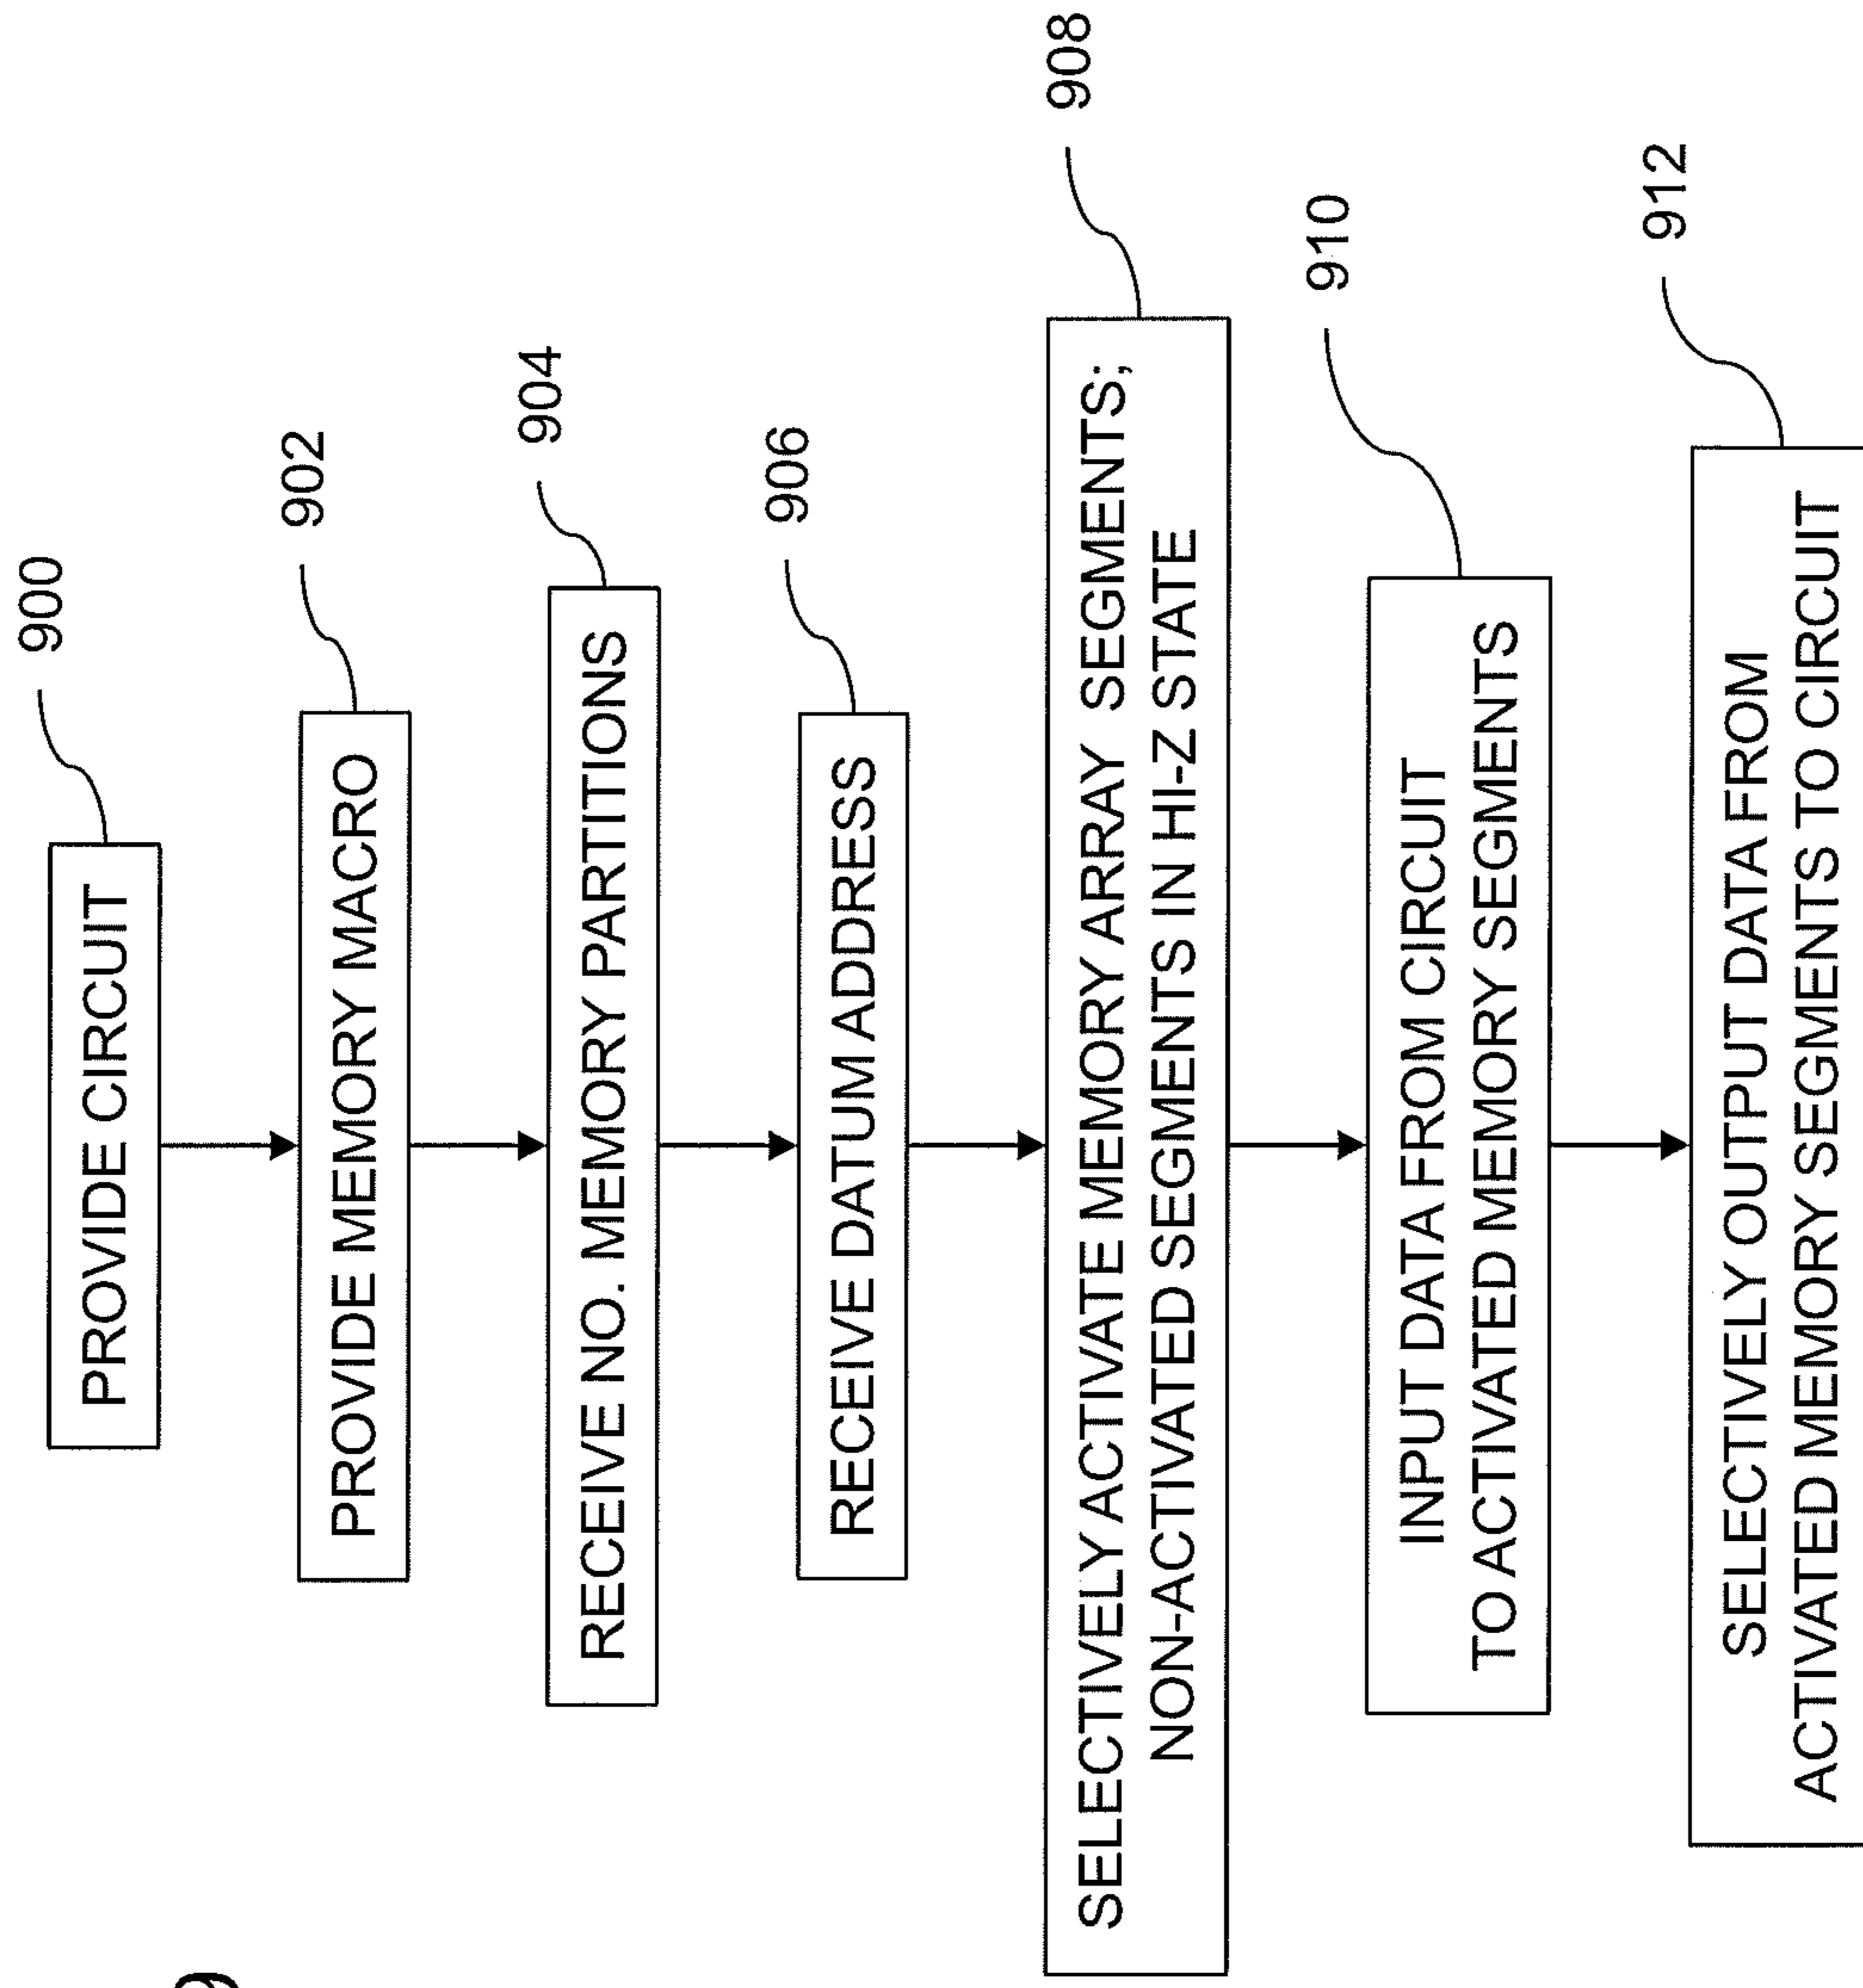 900
PROVIDE CIRCUIT
902
PROVIDE MEMORY MACRO
904
RECEIVE NO. MEMORY PARTITIONS
906
RECEIVE DATUM ADDRESS
908
SELECTIVELY ACTIVATE MEMORY ARRAY SEGMENTS;
NON-ACTIVATED SEGMENTS IN HI-Z STATE
910
INPUT DATA FROM CIRCUIT
TO ACTIVATED MEMORY SEGMENTS
912
SELECTIVELY OUTPUT DATA FROM
ACTIVATED MEMORY SEGMENTS TO CIRCUIT
9